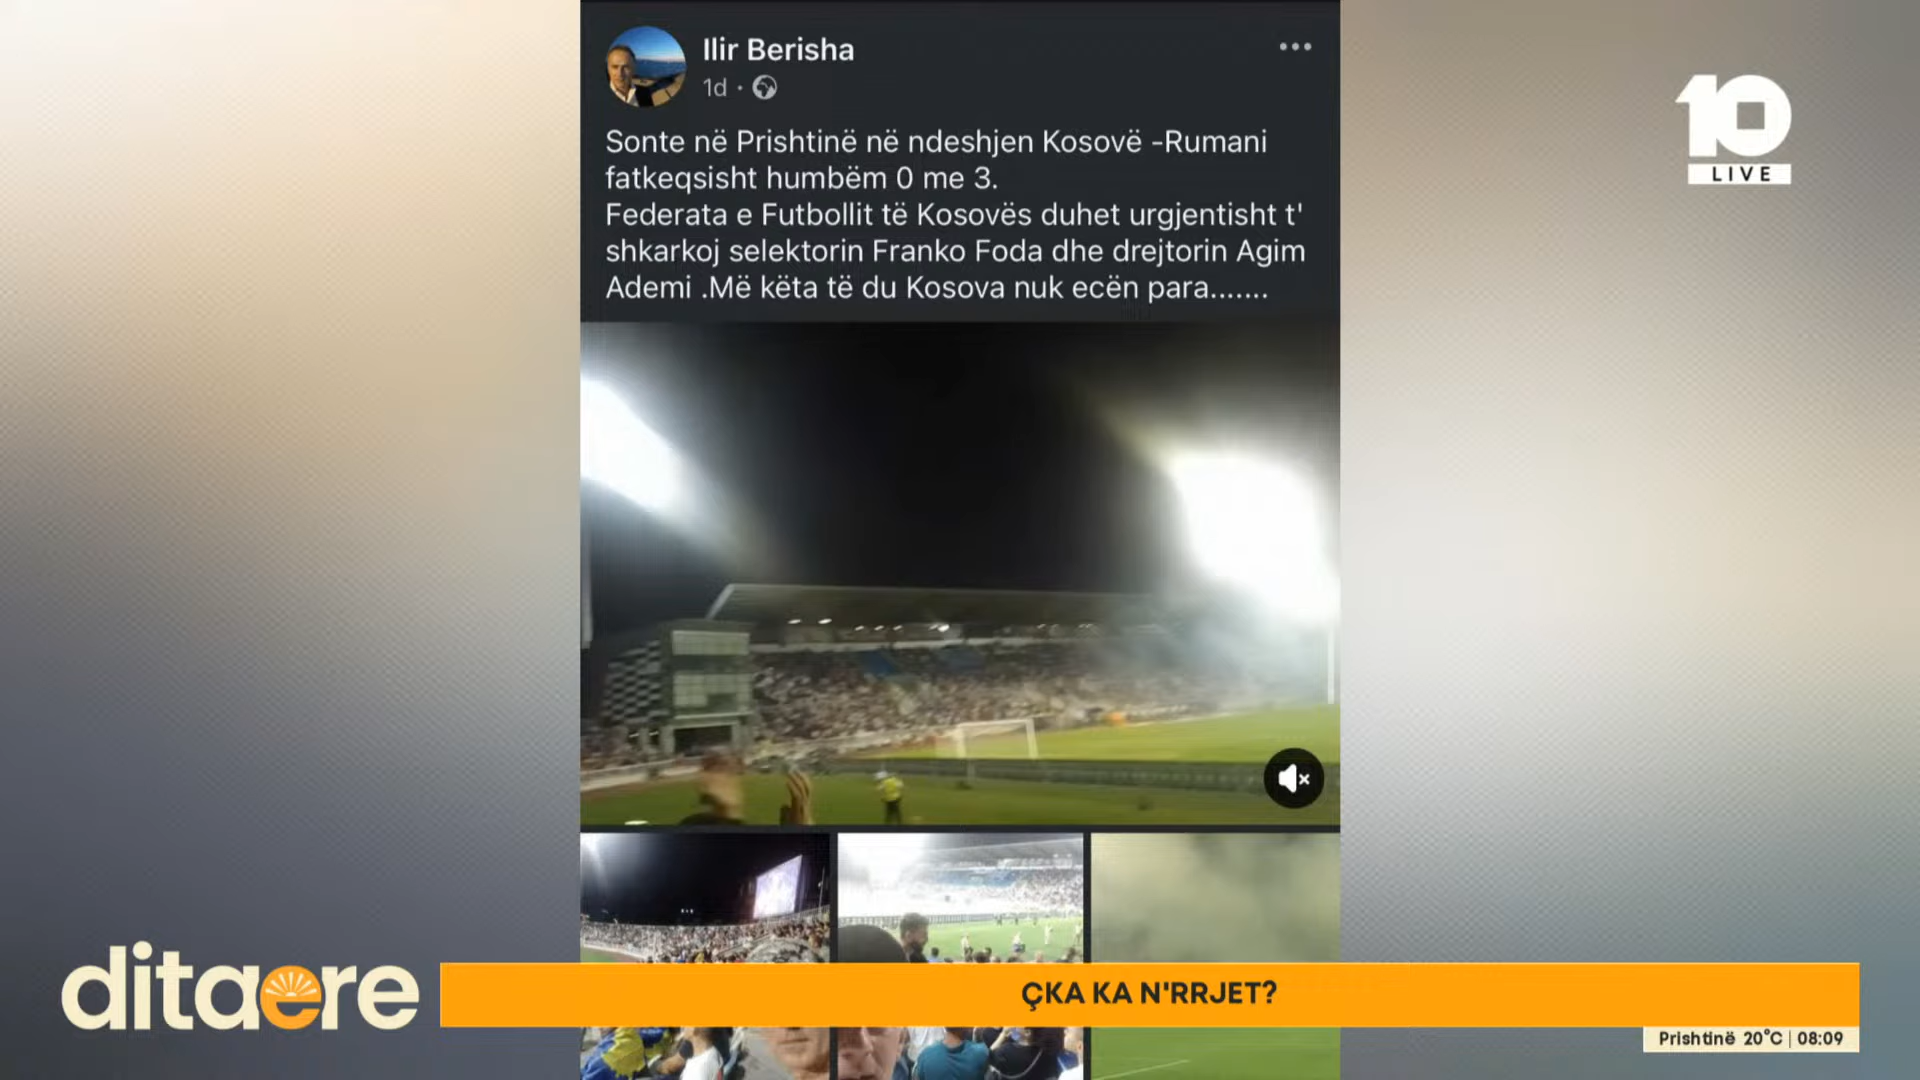 Ilir Berisha
1d
Sonte në Prishtinë në ndeshjen Kosovë -Rumani
fatkeqsisht humbëm 0 me 3.
Federata e Futbollit të Kosovës duhet urgjentisht t'
shkarkoj selektorin Franko Foda dhe drejtorin Agim
Ademi .Më këta të du Kosova nuk ecën para.......
10
LIVE
ditaere
ÇKA KA N'RRJET?
Prishtinë 20°C | 08:09